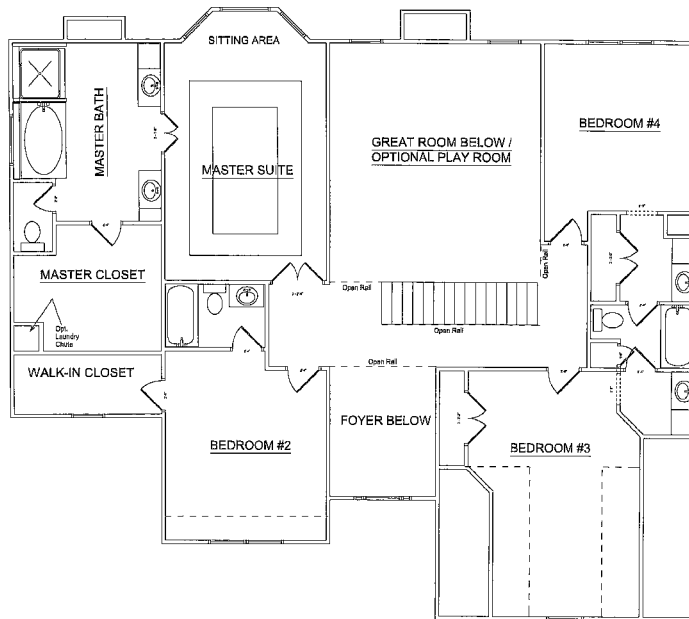 SITTING AREA
MASTER BATH
MASTER SUITE
GREAT ROOM BELOW /
OPTIONAL PLAY ROOM
BEDROOM #4
MASTER CLOSET
Opt.
Laundry
Chute
Open Rail
Open Rail
Open Rail
Open Rail
WALK-IN CLOSET
BEDROOM #2
FOYER BELOW
BEDROOM #3